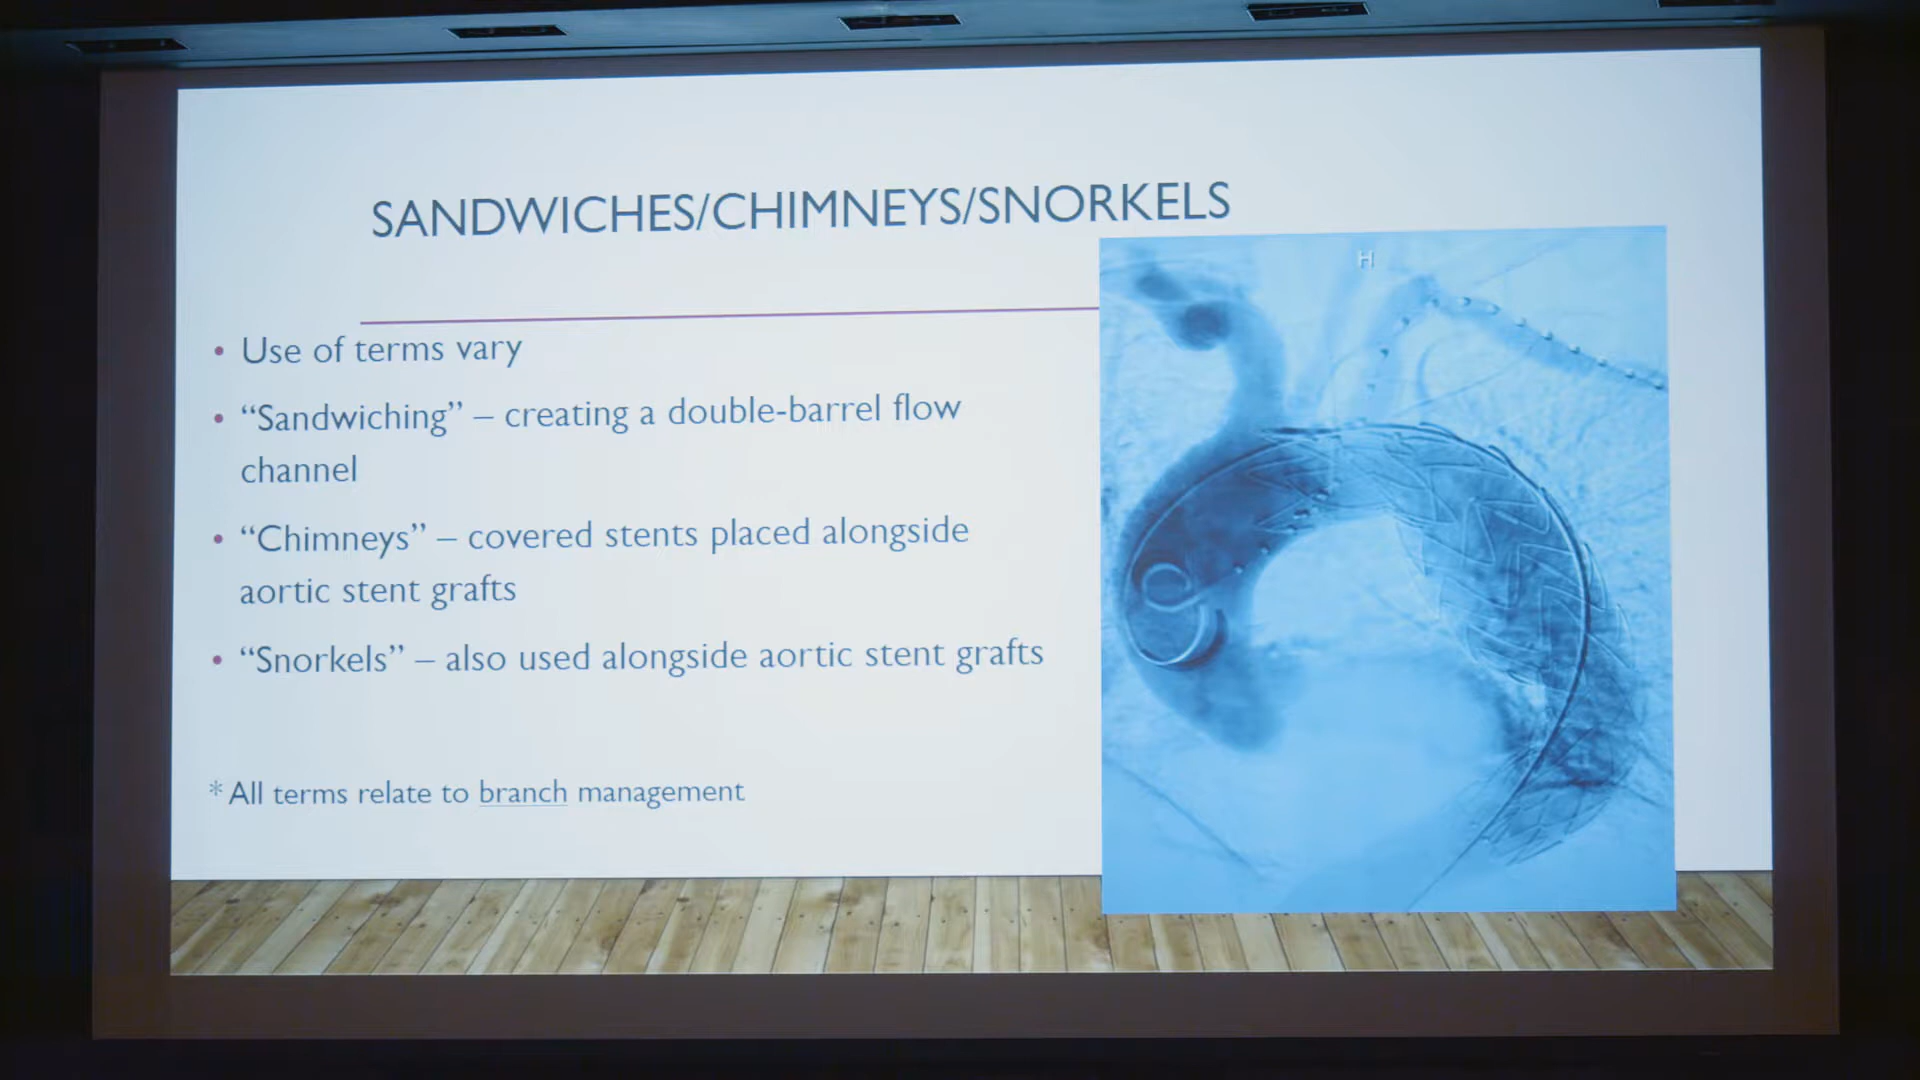 SANDWICHES/CHIMNEYS/SNORKELS
H
• Use of terms vary
• “Sandwiching” – creating a double-barrel flow
channel
• “Chimneys” – covered stents placed alongside
aortic stent grafts
• “Snorkels” – also used alongside aortic stent grafts
* All terms relate to branch management